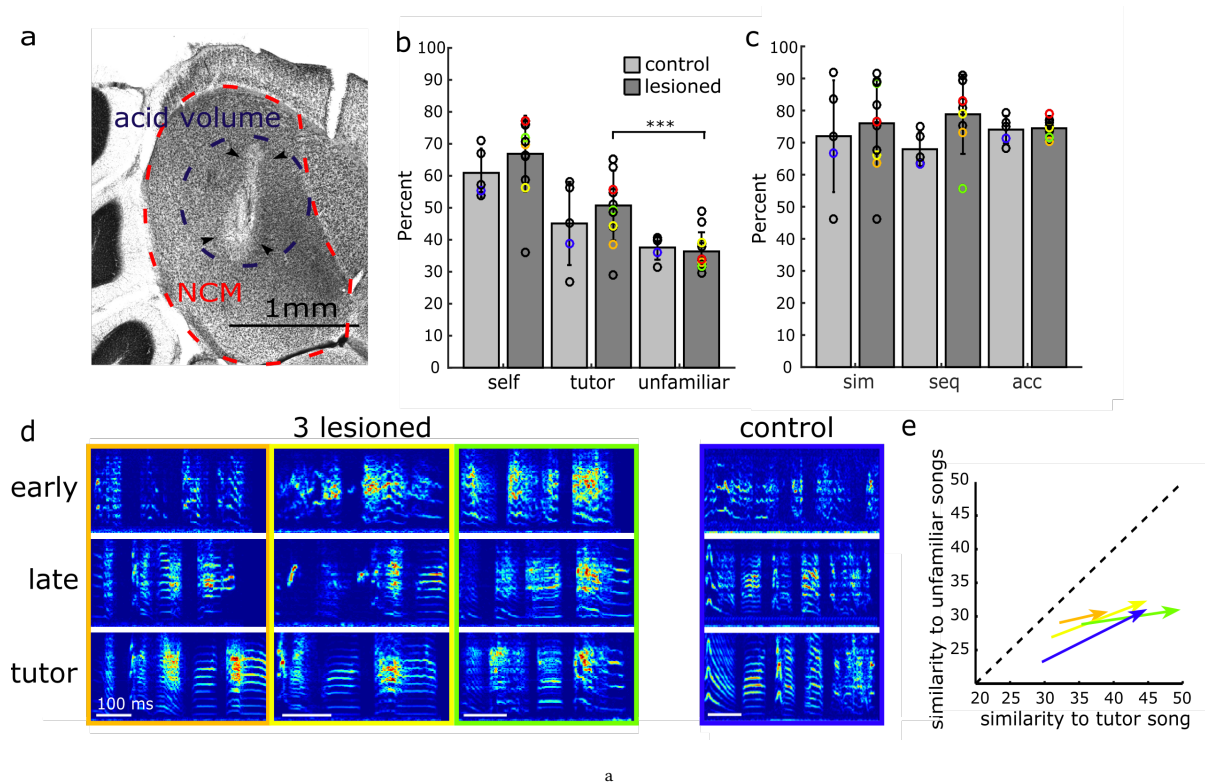 a
acid volume
NCM
1mm
b
100
90
80
70
60
50
40
30
20
10
0
Percent
control
lesioned
***
self tutor unfamiliar
c
100
90
80
70
60
50
40
30
20
10
0
Percent
sim seq acc
d
3 lesioned
control
early
late
tutor
100 ms
e
similarity to unfamiliar songs
50
45
40
35
30
25
20 25 30 35 40 45 50
similarity to tutor song
a